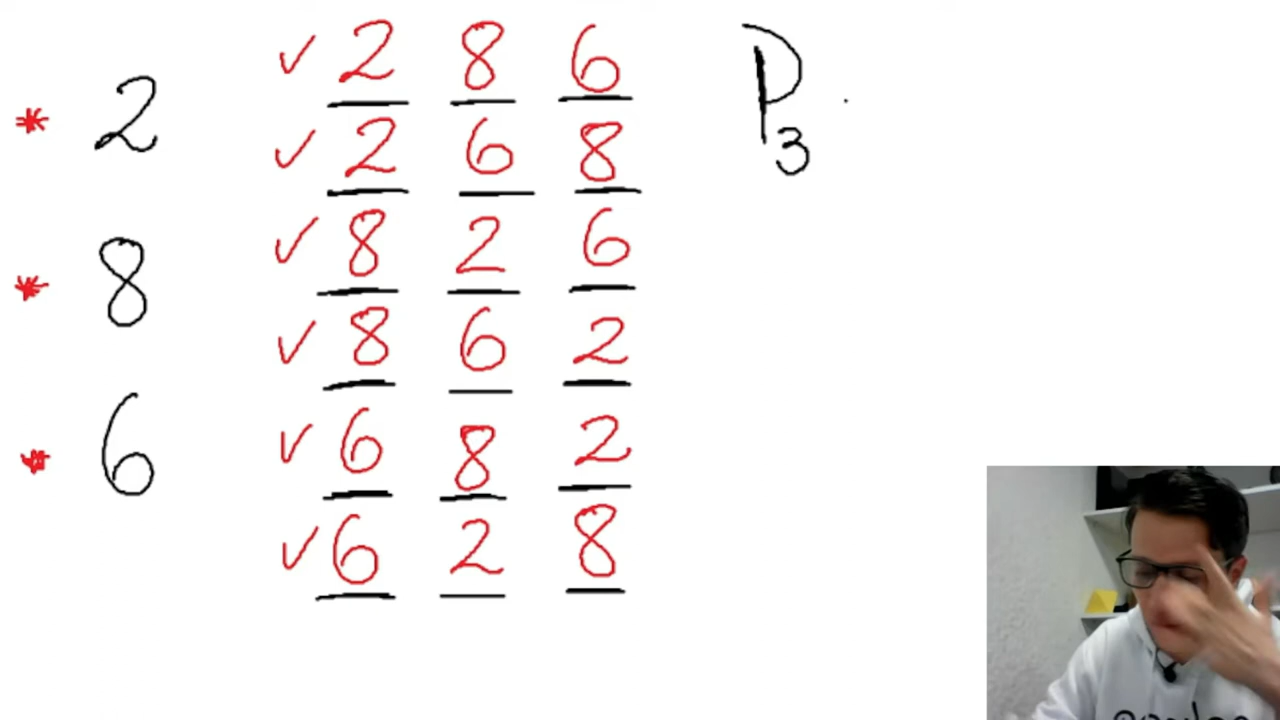 * 2
* 8
* 6
✓ 2 8 6
✓ 2 6 8
✓ 8 2 6
✓ 8 6 2
✓ 6 8 2
✓ 6 2 8
P3